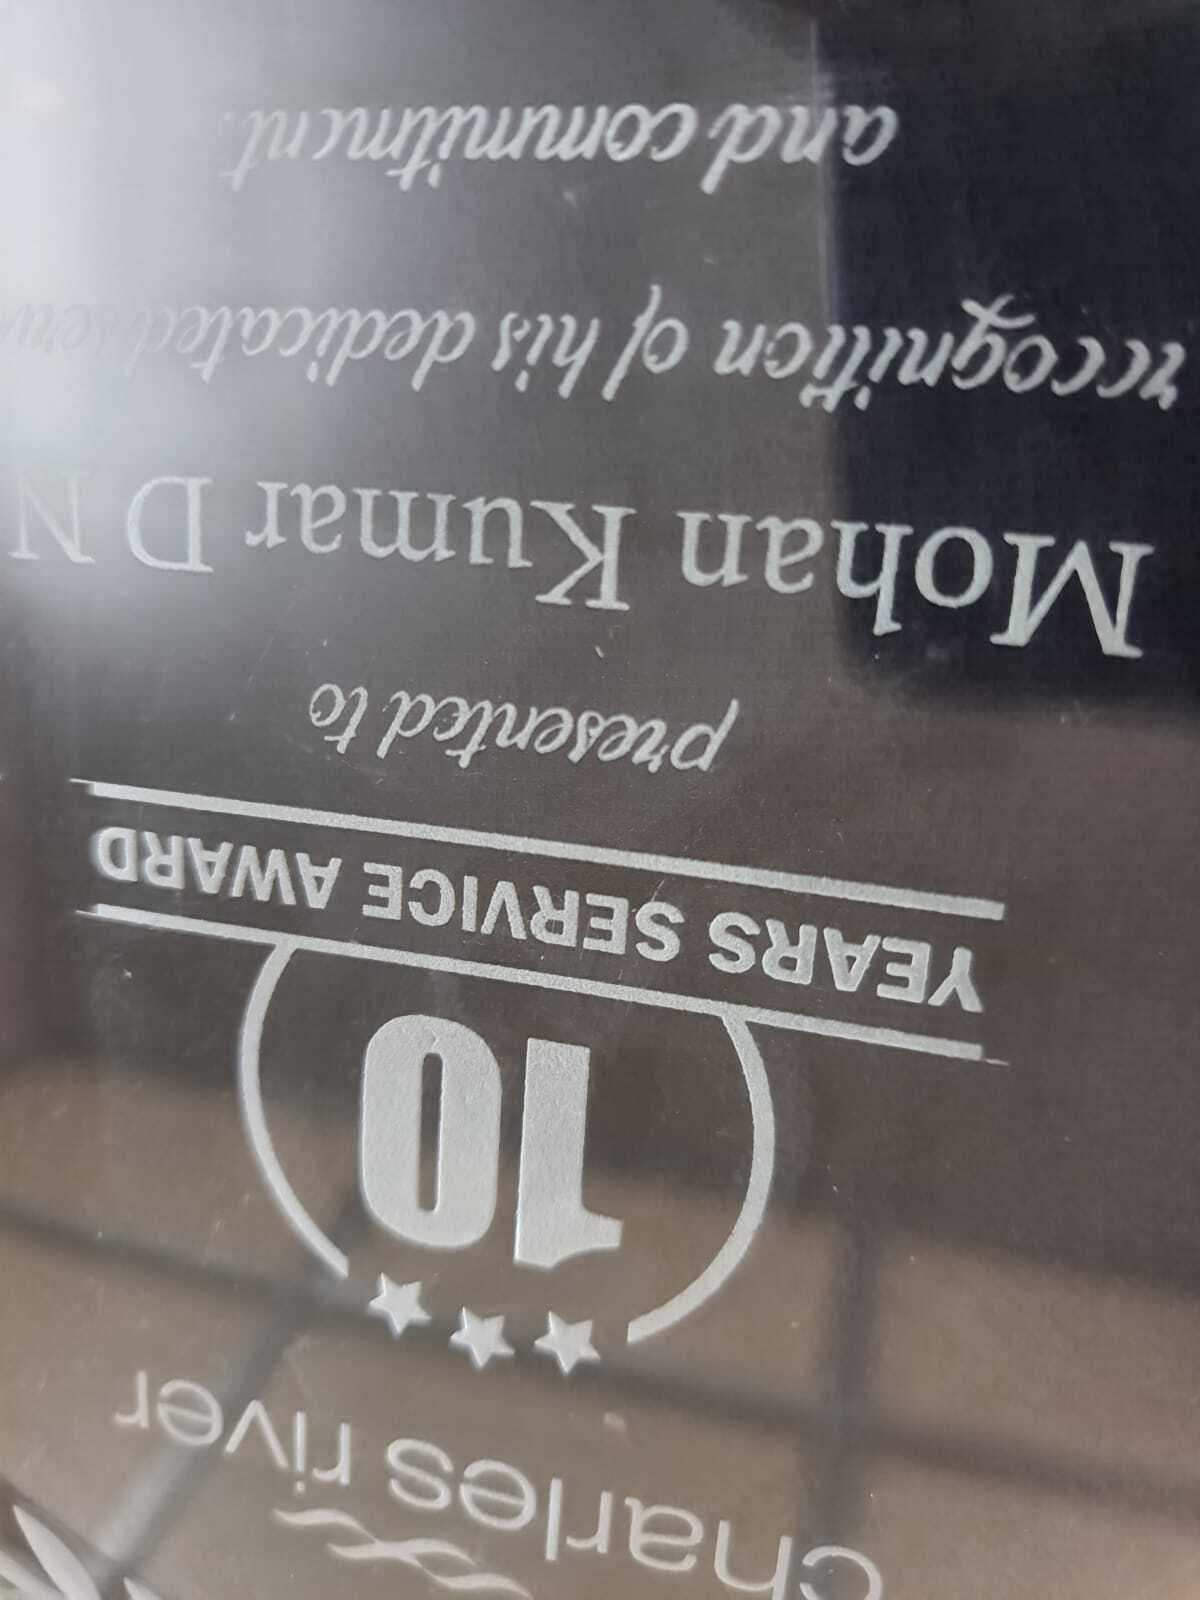 charles river
10
YEARS SERVICE AWARD
presented to
Mohan Kumar D N
recognition of his dedicated
and commitment.